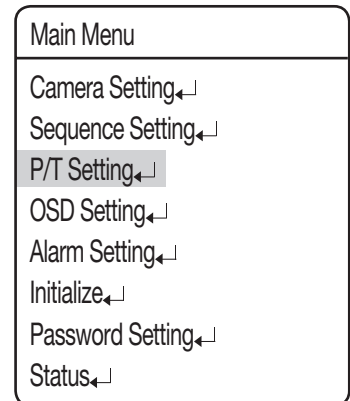 Main Menu
Camera Setting↵
Sequence Setting↵
P/T Setting↵
OSD Setting↵
Alarm Setting↵
Initialize↵
Password Setting↵
Status↵